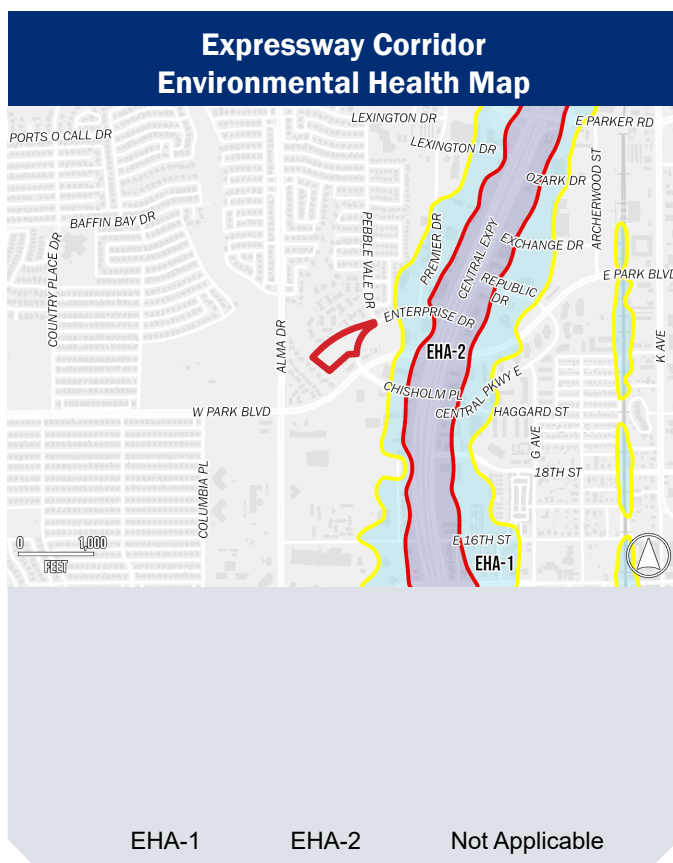 Expressway Corridor
Environmental Health Map
LEXINGTON DR
E PARKER RD
PORTS O CALL DR
LEXINGTON DR
OZARK DR
ARCHERWOOD ST
BAFFIN BAY DR
PEBBLE VALE DR
PREMIER DR
CENTRAL EXPY
EXCHANGE DR
COUNTRY PLACE DR
E PARK BLVD
REPUBLIC
DR
ENTERPRISE DR
ALMA DR
EHA-2
K AVE
CHISHOLM PL
CENTRAL PKWY E
W PARK BLVD
HAGGARD ST
G AVE
18TH ST
COLUMBIA PL
0 1,000
FEET
E 16TH ST
EHA-1
EHA-1 EHA-2 Not Applicable